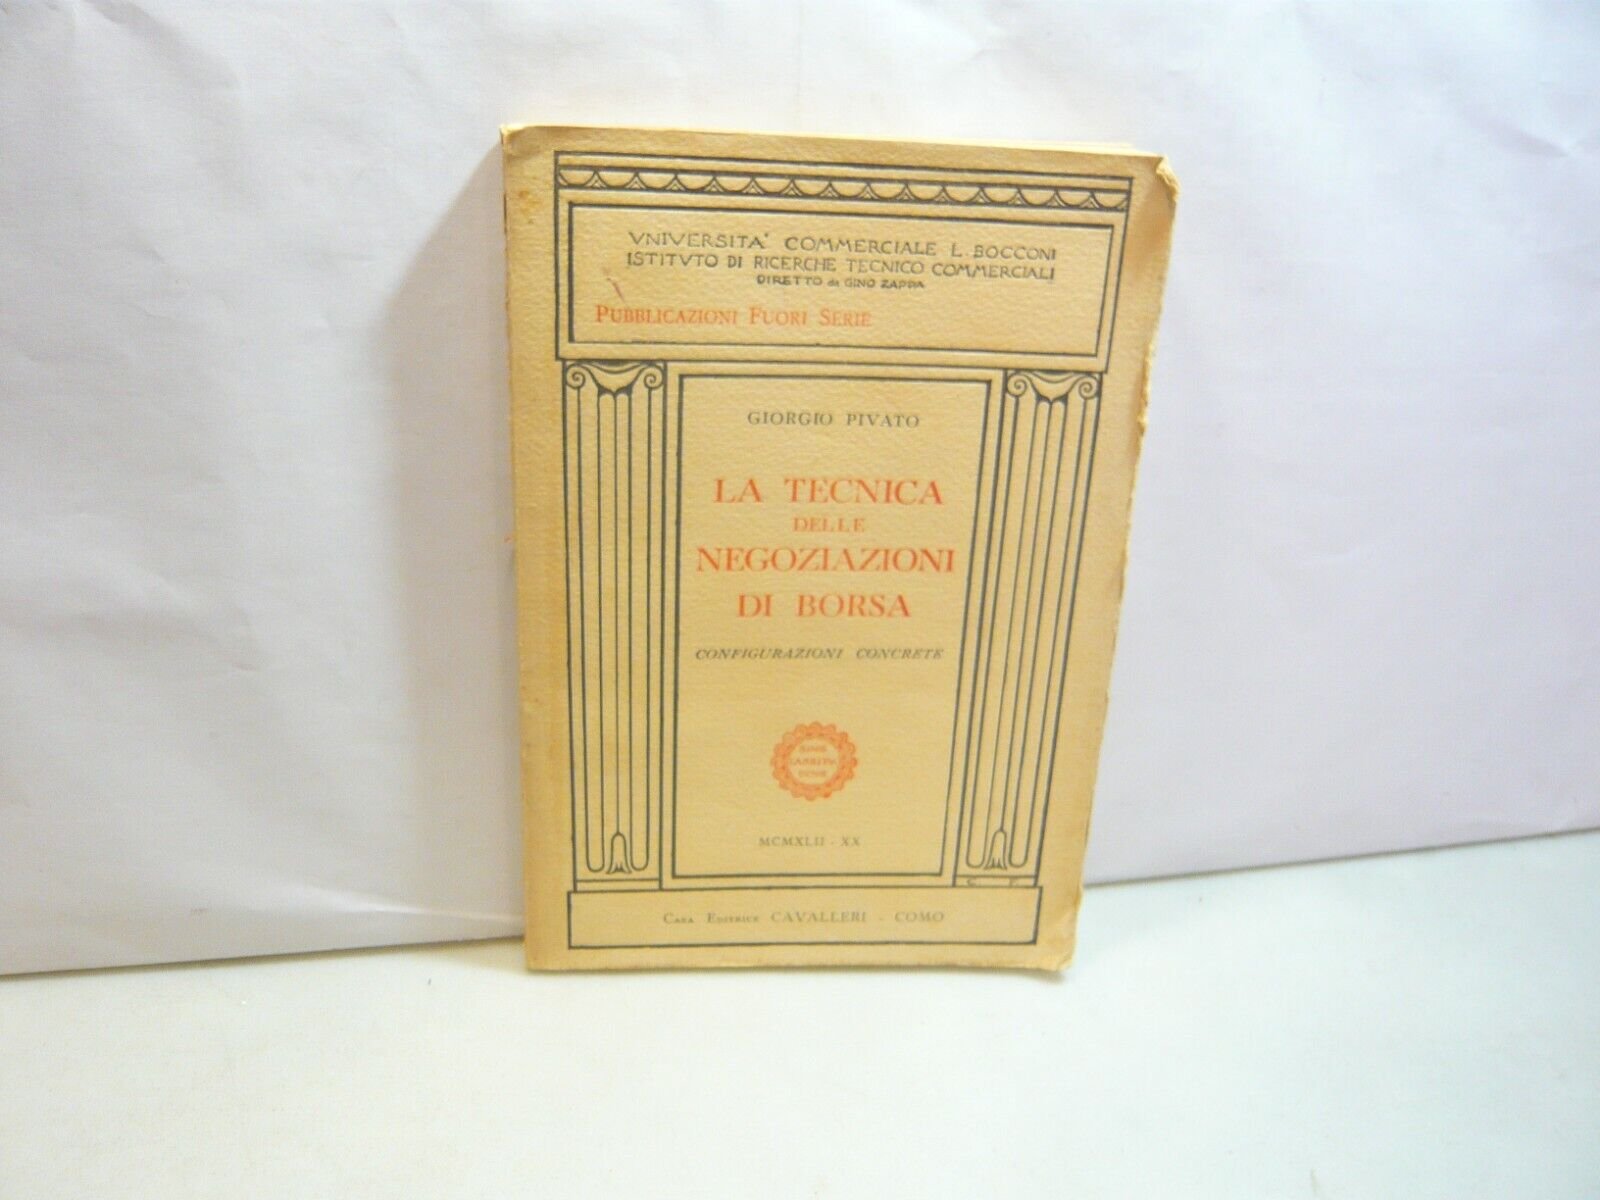 VNIVERSITA' COMMERCIALE L. BOCCONI
ISTITVTO DI RICERCHE TECNICO COMMERCIALI
DIRETTO da GINO ZAPPA
PUBBLICAZIONI FUORI SERIE
GIORGIO PIVATO
LA TECNICA
DELLE
NEGOZIAZIONI
DI BORSA
CONFIGURAZIONI CONCRETE
SINE
MCMXLII - XX
CASA EDITRICE CAVALLERI - COMO